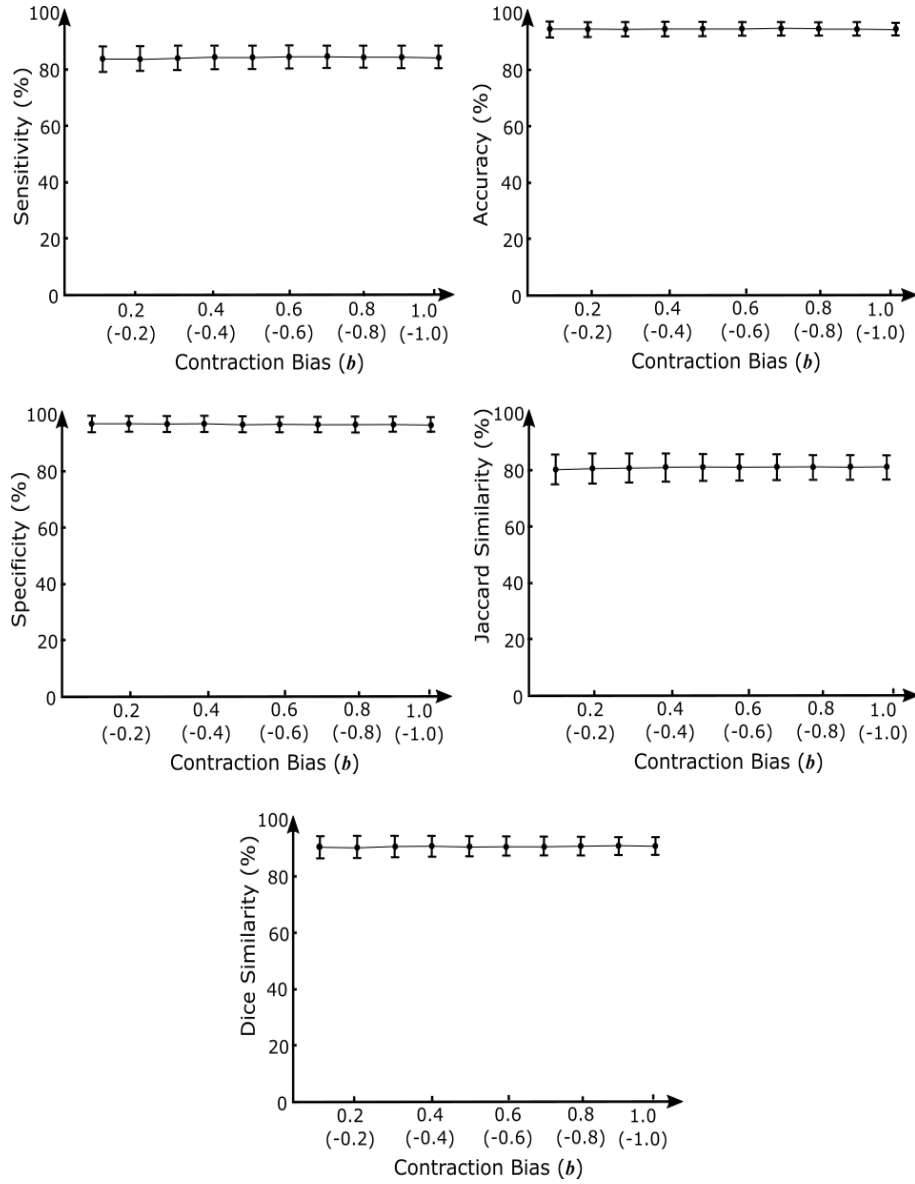 100
80
60
40
20
0
Sensitivity (%)
0.2 0.4 0.6 0.8 1.0
(-0.2) (-0.4) (-0.6) (-0.8) (-1.0)
Contraction Bias (b)
100
80
60
40
20
0
Accuracy (%)
0.2 0.4 0.6 0.8 1.0
(-0.2) (-0.4) (-0.6) (-0.8) (-1.0)
Contraction Bias (b)
100
80
60
40
20
0
Specificity (%)
0.2 0.4 0.6 0.8 1.0
(-0.2) (-0.4) (-0.6) (-0.8) (-1.0)
Contraction Bias (b)
100
80
60
40
20
0
Jaccard Similarity (%)
0.2 0.4 0.6 0.8 1.0
(-0.2) (-0.4) (-0.6) (-0.8) (-1.0)
Contraction Bias (b)
100
80
60
40
20
0
Dice Similarity (%)
0.2 0.4 0.6 0.8 1.0
(-0.2) (-0.4) (-0.6) (-0.8) (-1.0)
Contraction Bias (b)